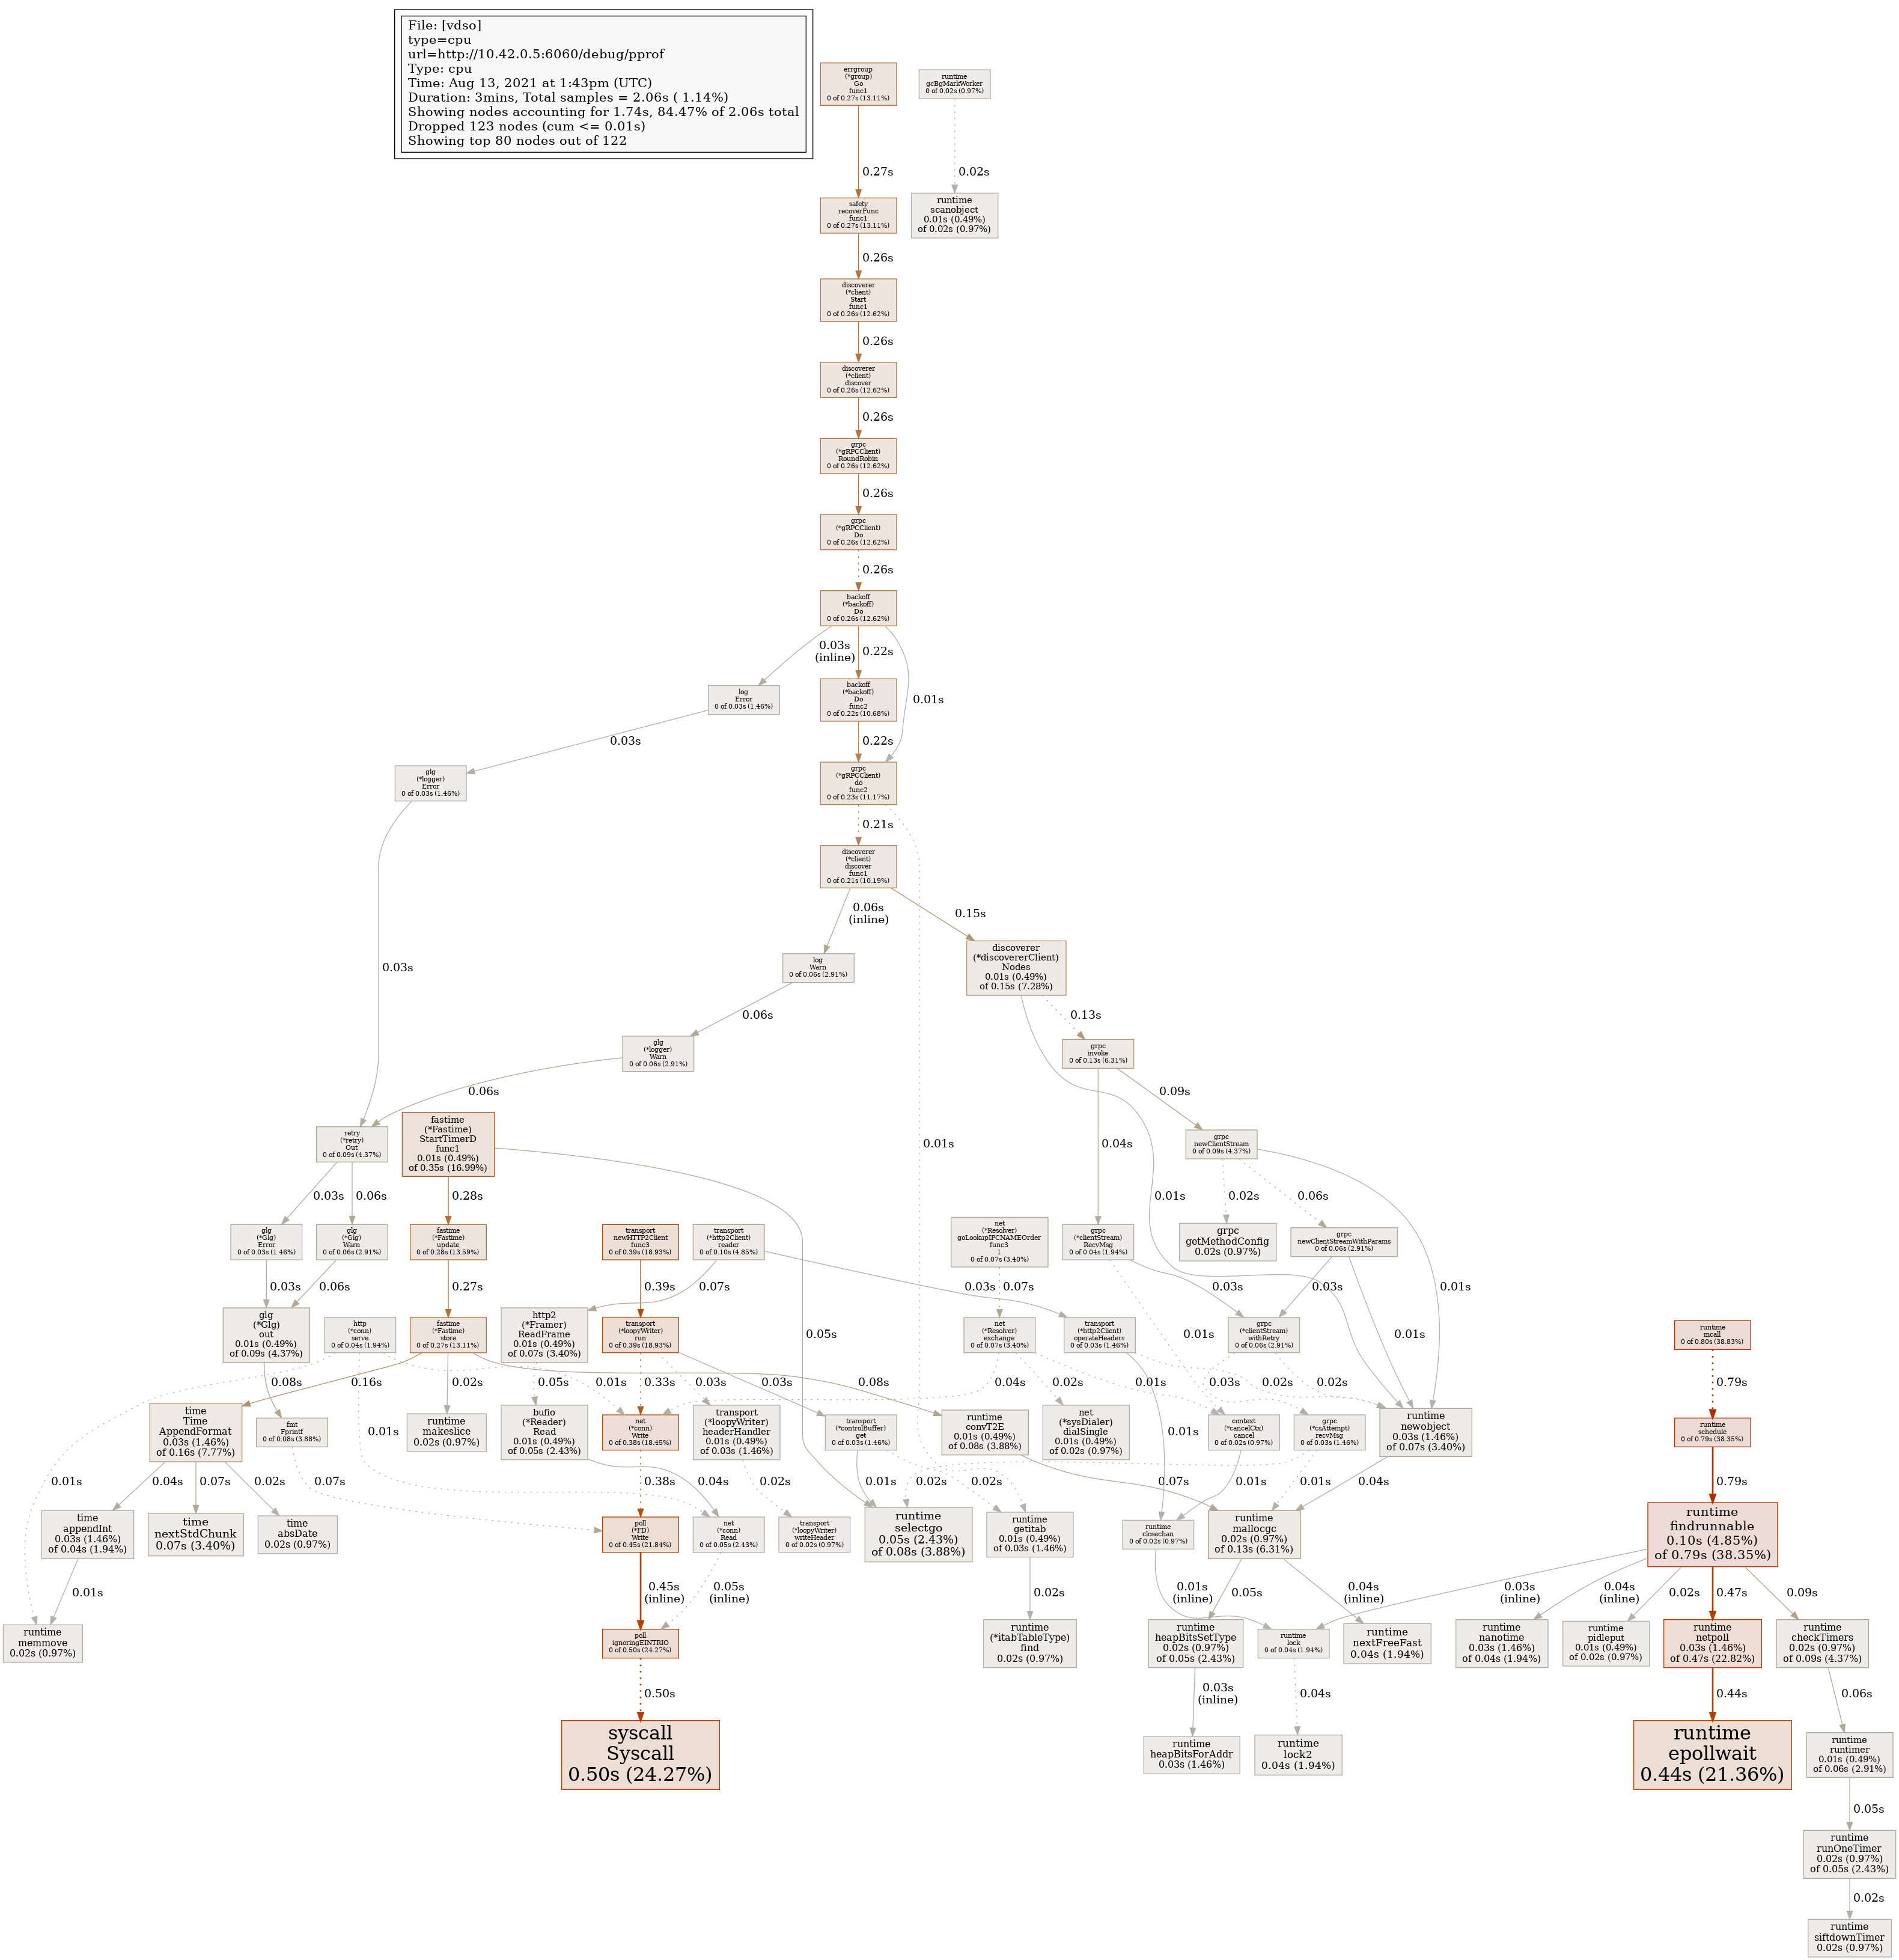 File: [vdso]
type=cpu
url=http://10.42.0.5:6060/debug/pprof
Type: cpu
Time: Aug 13, 2021 at 1:43pm (UTC)
Duration: 3mins, Total samples = 2.06s ( 1.14%)
Showing nodes accounting for 1.74s, 84.47% of 2.06s total
Dropped 123 nodes (cum <= 0.01s)
Showing top 80 nodes out of 122
errgroup
(*group)
Go
func1
0 of 0.27s (13.11%)
runtime
gcBgMarkWorker
0 of 0.02s (0.97%)
0.27s
0.02s
safety
recoverFunc
func1
0 of 0.27s (13.11%)
runtime
scanobject
0.01s (0.49%)
of 0.02s (0.97%)
0.26s
discoverer
(*client)
Start
func1
0 of 0.26s (12.62%)
0.26s
discoverer
(*client)
discover
0 of 0.26s (12.62%)
0.26s
grpc
(*gRPCClient)
RoundRobin
0 of 0.26s (12.62%)
0.26s
grpc
(*gRPCClient)
Do
0 of 0.26s (12.62%)
0.26s
backoff
(*backoff)
Do
0 of 0.26s (12.62%)
0.03s
(inline)
0.22s
0.01s
log
Error
0 of 0.03s (1.46%)
backoff
(*backoff)
Do
func2
0 of 0.22s (10.68%)
0.03s
0.22s
glg
(*logger)
Error
0 of 0.03s (1.46%)
grpc
(*gRPCClient)
do
func2
0 of 0.23s (11.17%)
0.21s
discoverer
(*client)
discover
func1
0 of 0.21s (10.19%)
0.06s
(inline)
0.15s
0.03s
log
Warn
0 of 0.06s (2.91%)
discoverer
(*discovererClient)
Nodes
0.01s (0.49%)
of 0.15s (7.28%)
0.06s
0.13s
glg
(*logger)
Warn
0 of 0.06s (2.91%)
grpc
invoke
0 of 0.13s (6.31%)
0.06s
0.09s
0.04s
0.01s
retry
(*retry)
Out
0 of 0.09s (4.37%)
fastime
(*Fastime)
StartTimerD
func1
0.01s (0.49%)
of 0.35s (16.99%)
grpc
newClientStream
0 of 0.09s (4.37%)
0.03s
0.06s
0.28s
0.01s
0.02s
0.06s
glg
(*Glg)
Error
0 of 0.03s (1.46%)
glg
(*Glg)
Warn
0 of 0.06s (2.91%)
fastime
(*Fastime)
update
0 of 0.28s (13.59%)
transport
newHTTP2Client
func3
0 of 0.39s (18.93%)
transport
(*http2Client)
reader
0 of 0.10s (4.85%)
net
(*Resolver)
goLookupIPCNAMEOrder
func3
1
0 of 0.07s (3.40%)
grpc
(*clientStream)
RecvMsg
0 of 0.04s (1.94%)
grpc
getMethodConfig
0.02s (0.97%)
grpc
newClientStreamWithParams
0 of 0.06s (2.91%)
0.03s
0.06s
0.27s
0.39s
0.07s
0.03s
0.07s
0.03s
0.03s
0.01s
glg
(*Glg)
out
0.01s (0.49%)
of 0.09s (4.37%)
http
(*conn)
serve
0 of 0.04s (1.94%)
fastime
(*Fastime)
store
0 of 0.27s (13.11%)
http2
(*Framer)
ReadFrame
0.01s (0.49%)
of 0.07s (3.40%)
transport
(*loopyWriter)
run
0 of 0.39s (18.93%)
0.05s
net
(*Resolver)
exchange
0 of 0.07s (3.40%)
transport
(*http2Client)
operateHeaders
0 of 0.03s (1.46%)
0.01s
grpc
(*clientStream)
withRetry
0 of 0.06s (2.91%)
0.01s
runtime
mcall
0 of 0.80s (38.83%)
0.08s
0.16s
0.02s
0.08s
0.05s
0.01s
0.33s
0.03s
0.03s
0.04s
0.02s
0.01s
0.03s
0.02s
0.02s
0.79s
time
Time
AppendFormat
0.03s (1.46%)
of 0.16s (7.77%)
fmt
Fprintf
0 of 0.08s (3.88%)
0.01s
runtime
makeslice
0.02s (0.97%)
bufio
(*Reader)
Read
0.01s (0.49%)
of 0.05s (2.43%)
net
(*conn)
Write
0 of 0.38s (18.45%)
transport
(*loopyWriter)
headerHandler
0.01s (0.49%)
of 0.03s (1.46%)
transport
(*controlBuffer)
get
0 of 0.03s (1.46%)
runtime
convT2E
0.01s (0.49%)
of 0.08s (3.88%)
net
(*sysDialer)
dialSingle
0.01s (0.49%)
of 0.02s (0.97%)
0.01s
context
(*cancelCtx)
cancel
0 of 0.02s (0.97%)
grpc
(*csAttempt)
recvMsg
0 of 0.03s (1.46%)
runtime
newobject
0.03s (1.46%)
of 0.07s (3.40%)
runtime
schedule
0 of 0.79s (38.35%)
0.01s
0.04s
0.07s
0.02s
0.07s
0.38s
0.04s
0.02s
0.01s
0.02s
0.02s
0.07s
0.01s
0.01s
0.04s
0.79s
time
appendInt
0.03s (1.46%)
of 0.04s (1.94%)
time
nextStdChunk
0.07s (3.40%)
time
absDate
0.02s (0.97%)
poll
(*FD)
Write
0 of 0.45s (21.84%)
net
(*conn)
Read
0 of 0.05s (2.43%)
transport
(*loopyWriter)
writeHeader
0 of 0.02s (0.97%)
runtime
selectgo
0.05s (2.43%)
of 0.08s (3.88%)
runtime
getitab
0.01s (0.49%)
of 0.03s (1.46%)
runtime
closechan
0 of 0.02s (0.97%)
runtime
mallocgc
0.02s (0.97%)
of 0.13s (6.31%)
runtime
findrunnable
0.10s (4.85%)
of 0.79s (38.35%)
0.01s
0.45s
(inline)
0.05s
(inline)
0.02s
0.01s
(inline)
0.05s
0.04s
(inline)
0.03s
(inline)
0.04s
(inline)
0.02s
0.47s
0.09s
runtime
memmove
0.02s (0.97%)
poll
ignoringEINTRIO
0 of 0.50s (24.27%)
runtime
(*itabTableType)
find
0.02s (0.97%)
runtime
heapBitsSetType
0.02s (0.97%)
of 0.05s (2.43%)
runtime
lock
0 of 0.04s (1.94%)
runtime
nextFreeFast
0.04s (1.94%)
runtime
nanotime
0.03s (1.46%)
of 0.04s (1.94%)
runtime
pidleput
0.01s (0.49%)
of 0.02s (0.97%)
runtime
netpoll
0.03s (1.46%)
of 0.47s (22.82%)
runtime
checkTimers
0.02s (0.97%)
of 0.09s (4.37%)
0.50s
0.03s
(inline)
0.04s
0.44s
0.06s
syscall
Syscall
0.50s (24.27%)
runtime
heapBitsForAddr
0.03s (1.46%)
runtime
lock2
0.04s (1.94%)
runtime
epollwait
0.44s (21.36%)
runtime
runtimer
0.01s (0.49%)
of 0.06s (2.91%)
0.05s
runtime
runOneTimer
0.02s (0.97%)
of 0.05s (2.43%)
0.02s
runtime
siftdownTimer
0.02s (0.97%)